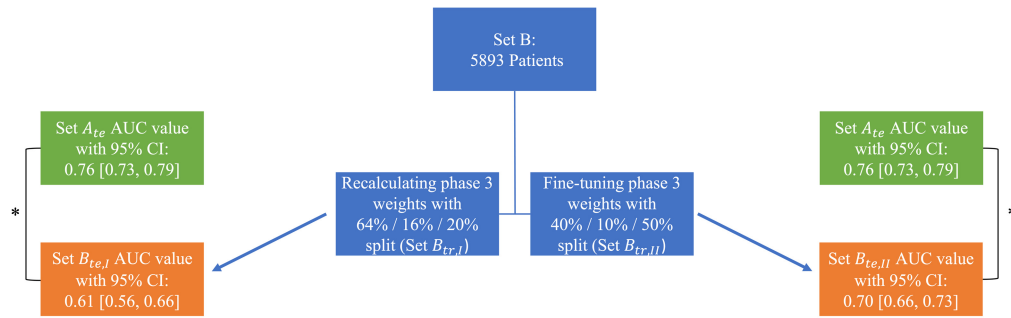 Set B:
5893 Patients
Set A_te AUC value
with 95% CI:
0.76 [0.73, 0.79]
Set A_te AUC value
with 95% CI:
0.76 [0.73, 0.79]
Recalculating phase 3
weights with
64% / 16% / 20%
split (Set B_tr,I)
Fine-tuning phase 3
weights with
40% / 10% / 50%
split (Set B_tr,II)
*
*
Set B_te,I AUC value
with 95% CI:
0.61 [0.56, 0.66]
Set B_te,II AUC value
with 95% CI:
0.70 [0.66, 0.73]